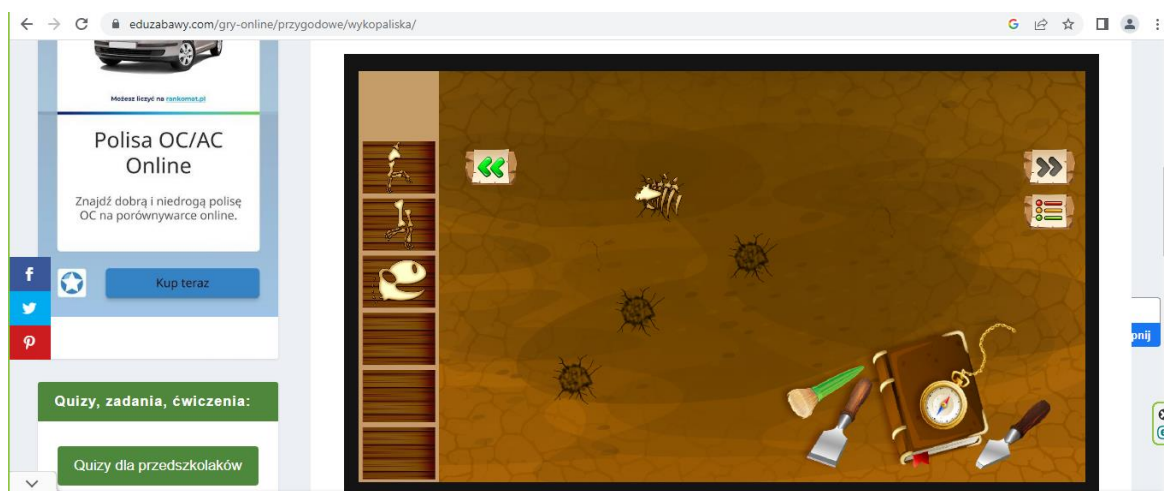 eduzabawy.com/gry-online/przygodowe/wykopaliska/
Możesz liczyć na rankomat.pl
Polisa OC/AC
Online
Znajdź dobrą i niedrogą polisę
OC na porównywarce online.
Kup teraz
Quizy, zadania, ćwiczenia:
Quizy dla przedszkolaków
pnij